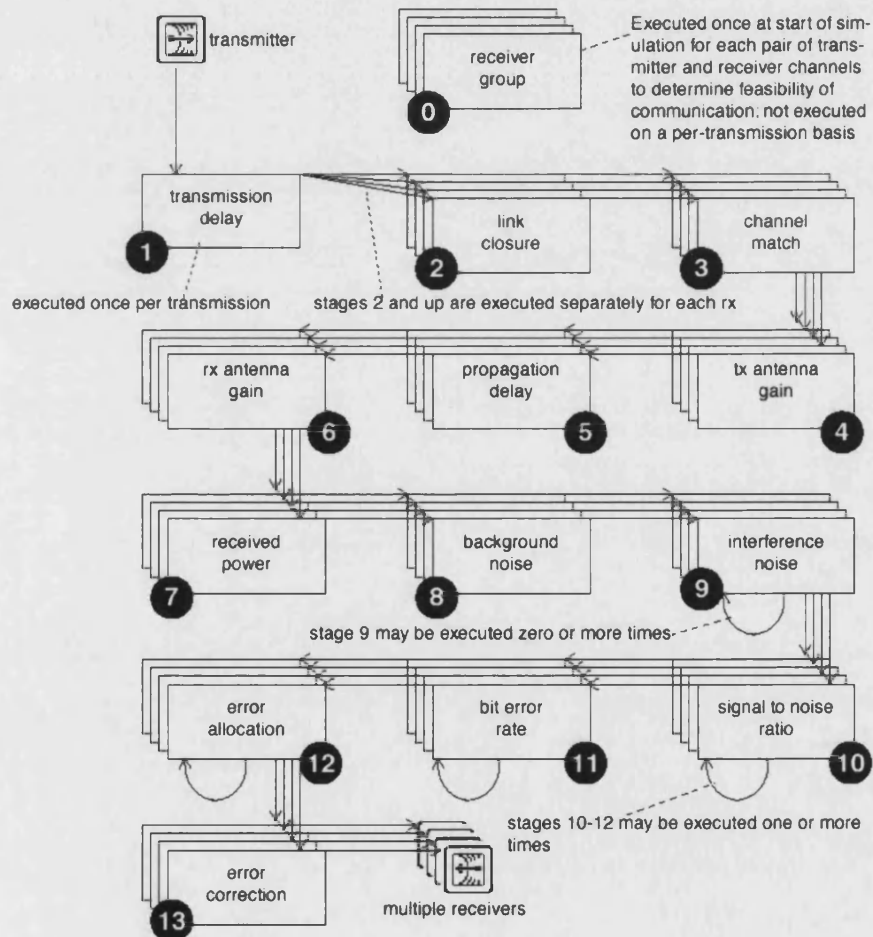 transmitter
receiver
group
0
Executed once at start of sim-
ulation for each pair of trans-
mitter and receiver channels
to determine feasibility of
communication; not executed
on a per-transmission basis
transmission
delay
1
link
closure
2
channel
match
3
executed once per transmission
stages 2 and up are executed separately for each rx
rx antenna
gain
6
propagation
delay
5
tx antenna
gain
4
received
power
7
background
noise
8
interference
noise
9
stage 9 may be executed zero or more times
error
allocation
12
bit error
rate
11
signal to noise
ratio
10
stages 10-12 may be executed one or more
times
error
correction
13
multiple receivers